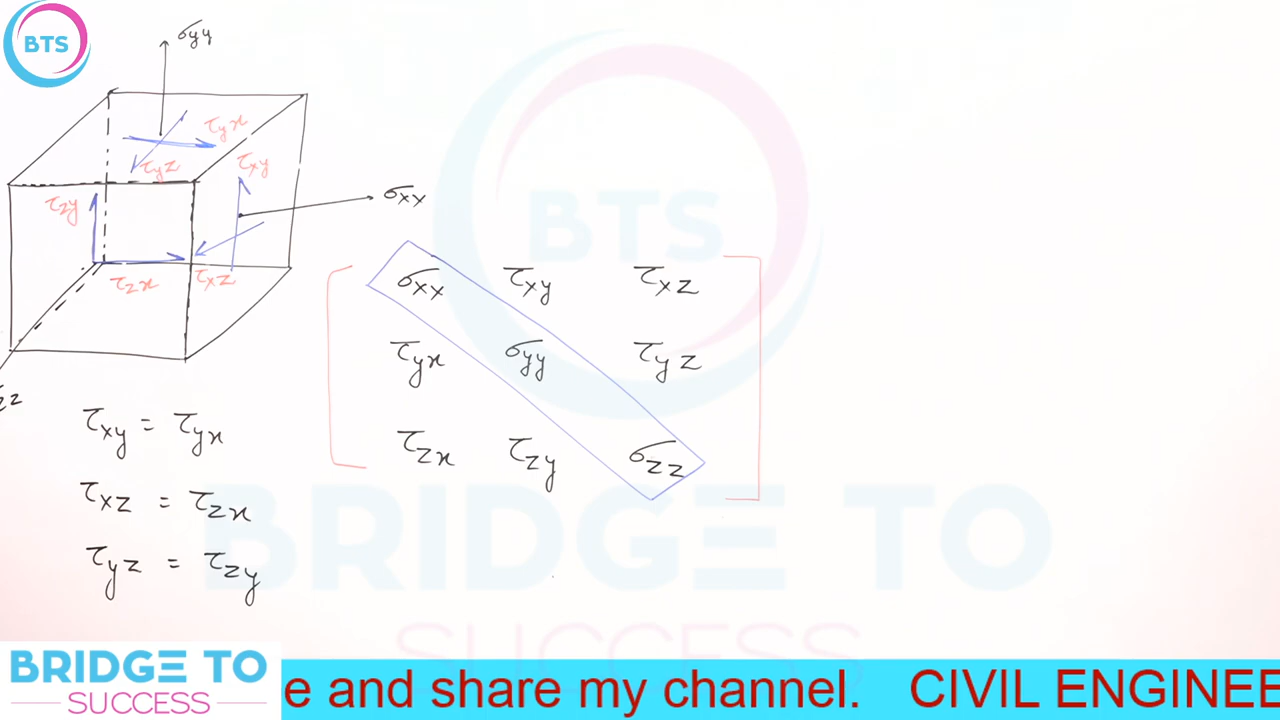 BTS
σyy
τyx
τyz
τxy
τzy
σxx
τzx
τxz
σxx τxy τxz
τyx σyy τyz
τzx τzy σzz
τxy = τyx
τxz = τzx
τyz = τzy
BTS
BRIDGE TO
SUCCESS
BRIDGE TO
SUCCESS
e and share my channel. CIVIL ENGINEE